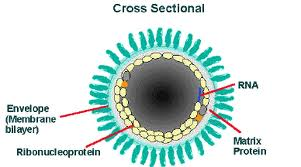 Cross Sectional
RNA
Envelope
(Membrane
bilayer)
Matrix
Protein
Ribonucleoprotein